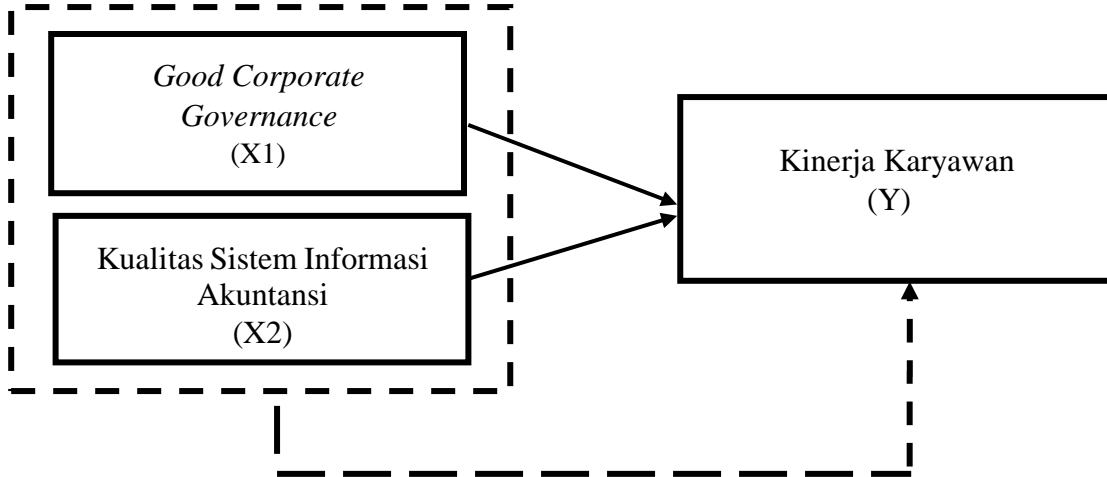 Good Corporate
Governance
(X1)
Kualitas Sistem Informasi
Akuntansi
(X2)
Kinerja Karyawan
(Y)